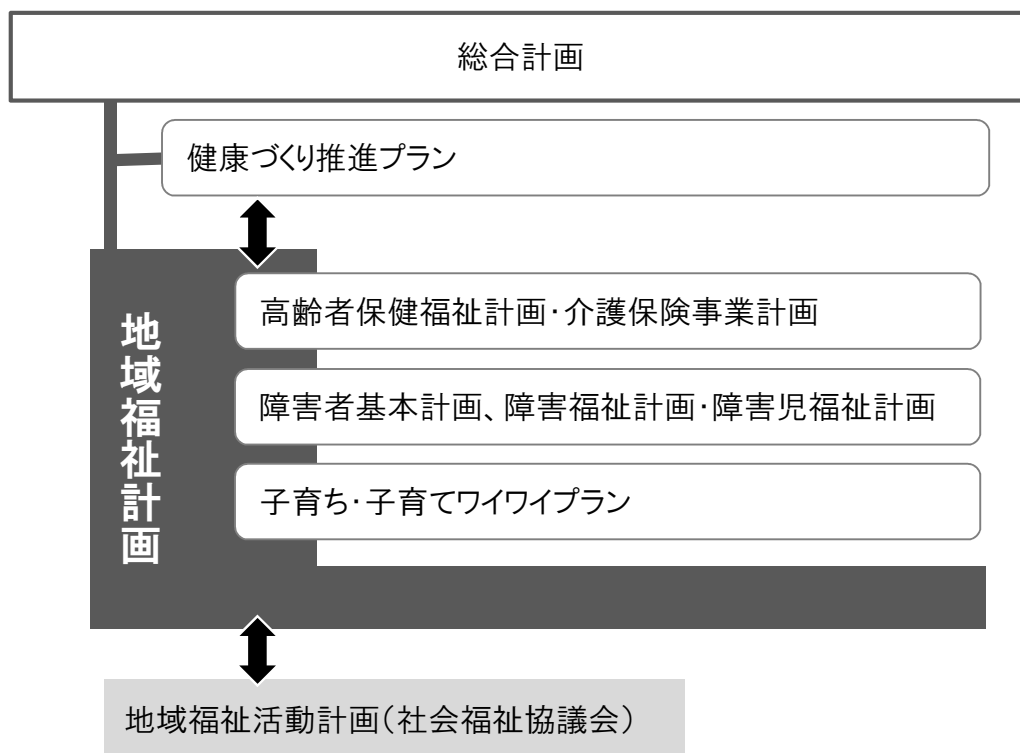 総合計画
健康づくり推進プラン
地域福祉計画
高齢者保健福祉計画・介護保険事業計画
障害者基本計画、障害福祉計画・障害児福祉計画
子育ち・子育てワイワイプラン
地域福祉活動計画(社会福祉協議会)